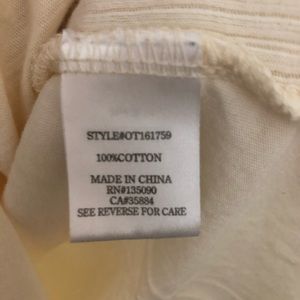 STYLE#OT161759
100%COTTON
MADE IN CHINA
RN#135090
CA#35884
SEE REVERSE FOR CARE